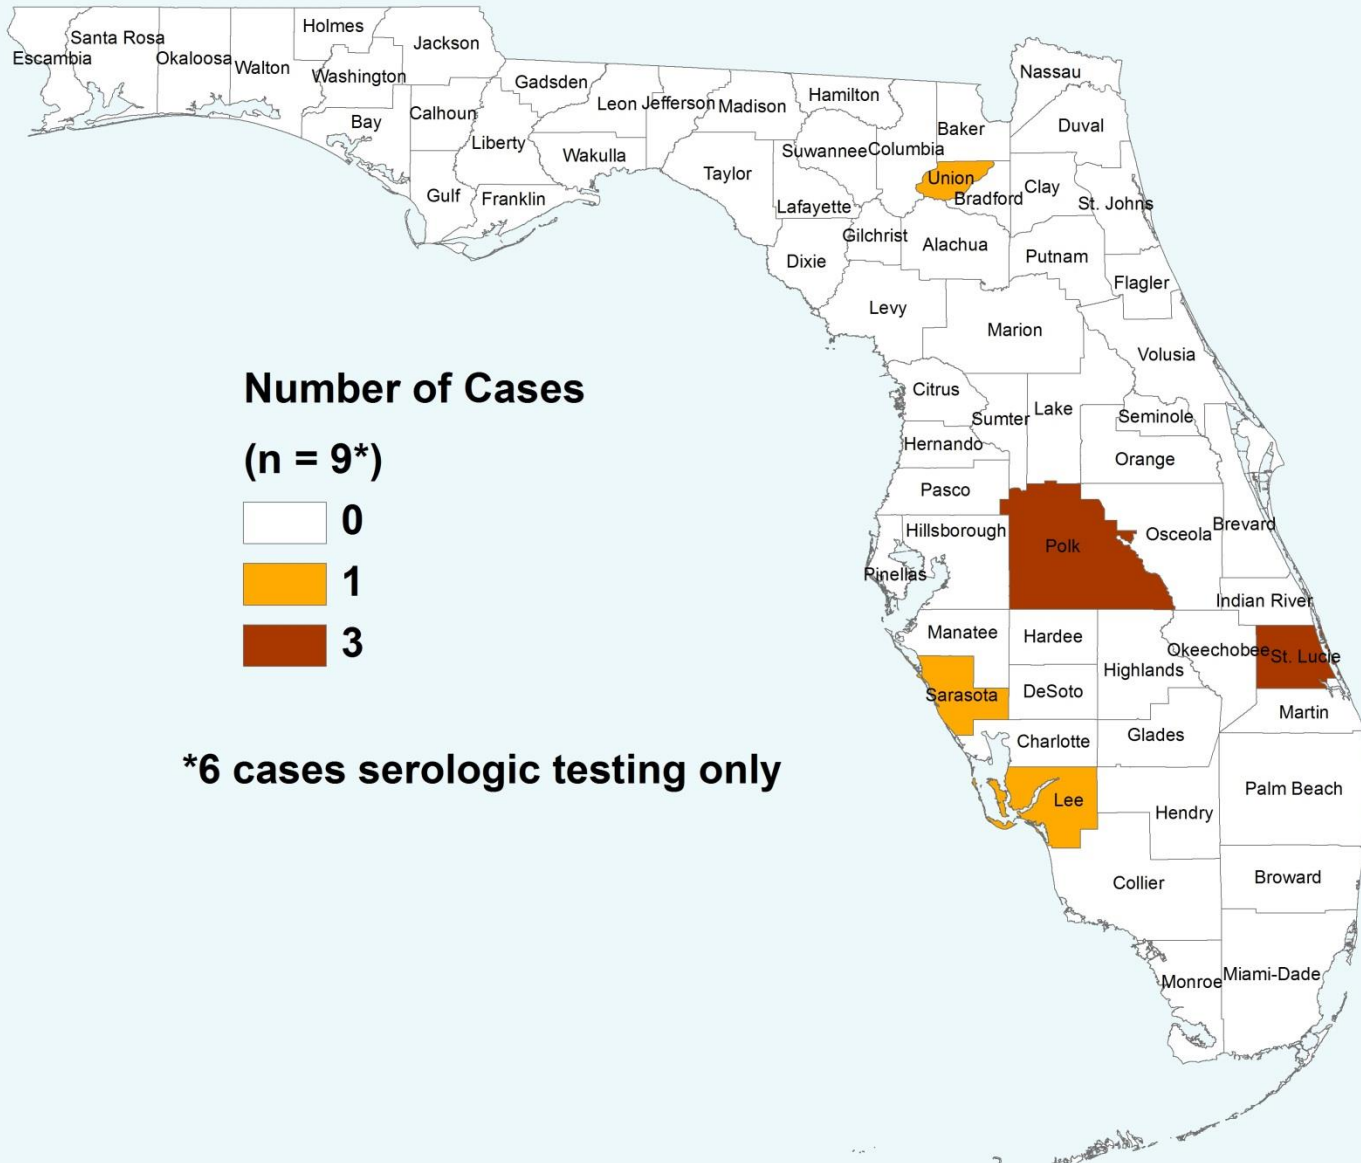 Holmes
Santa Rosa
Jackson
Escambia
Okaloosa
Walton
Washington
Nassau
Gadsden
Hamilton
Leon
Jefferson
Madison
Calhoun
Bay
Duval
Baker
Liberty
Suwannee
Columbia
Wakulla
Taylor
Union
Clay
Gulf
Franklin
Bradford
St. Johns
Lafayette
Gilchrist
Alachua
Dixie
Putnam
Flagler
Levy
Marion
Volusia
Number of Cases
(n = 9*)
0
1
3
*6 cases serologic testing only
Citrus
Lake
Sumter
Seminole
Hernando
Orange
Pasco
Hillsborough
Brevard
Osceola
Polk
Pinellas
Indian River
Manatee
Hardee
Okeechobee
St. Lucie
Highlands
Sarasota
DeSoto
Martin
Charlotte
Glades
Palm Beach
Lee
Hendry
Collier
Broward
Monroe
Miami-Dade